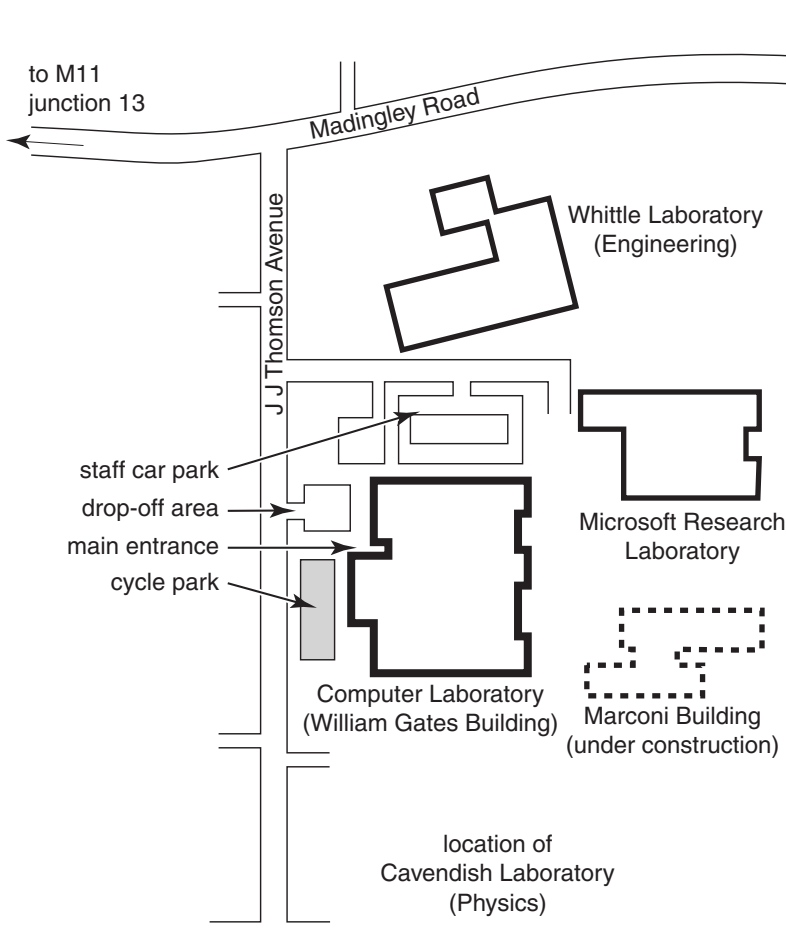 to M11
junction 13
Madingley Road
J J Thomson Avenue
Whittle Laboratory
(Engineering)
staff car park
drop-off area
main entrance
cycle park
Microsoft Research
Laboratory
Computer Laboratory
(William Gates Building)
Marconi Building
(under construction)
location of
Cavendish Laboratory
(Physics)